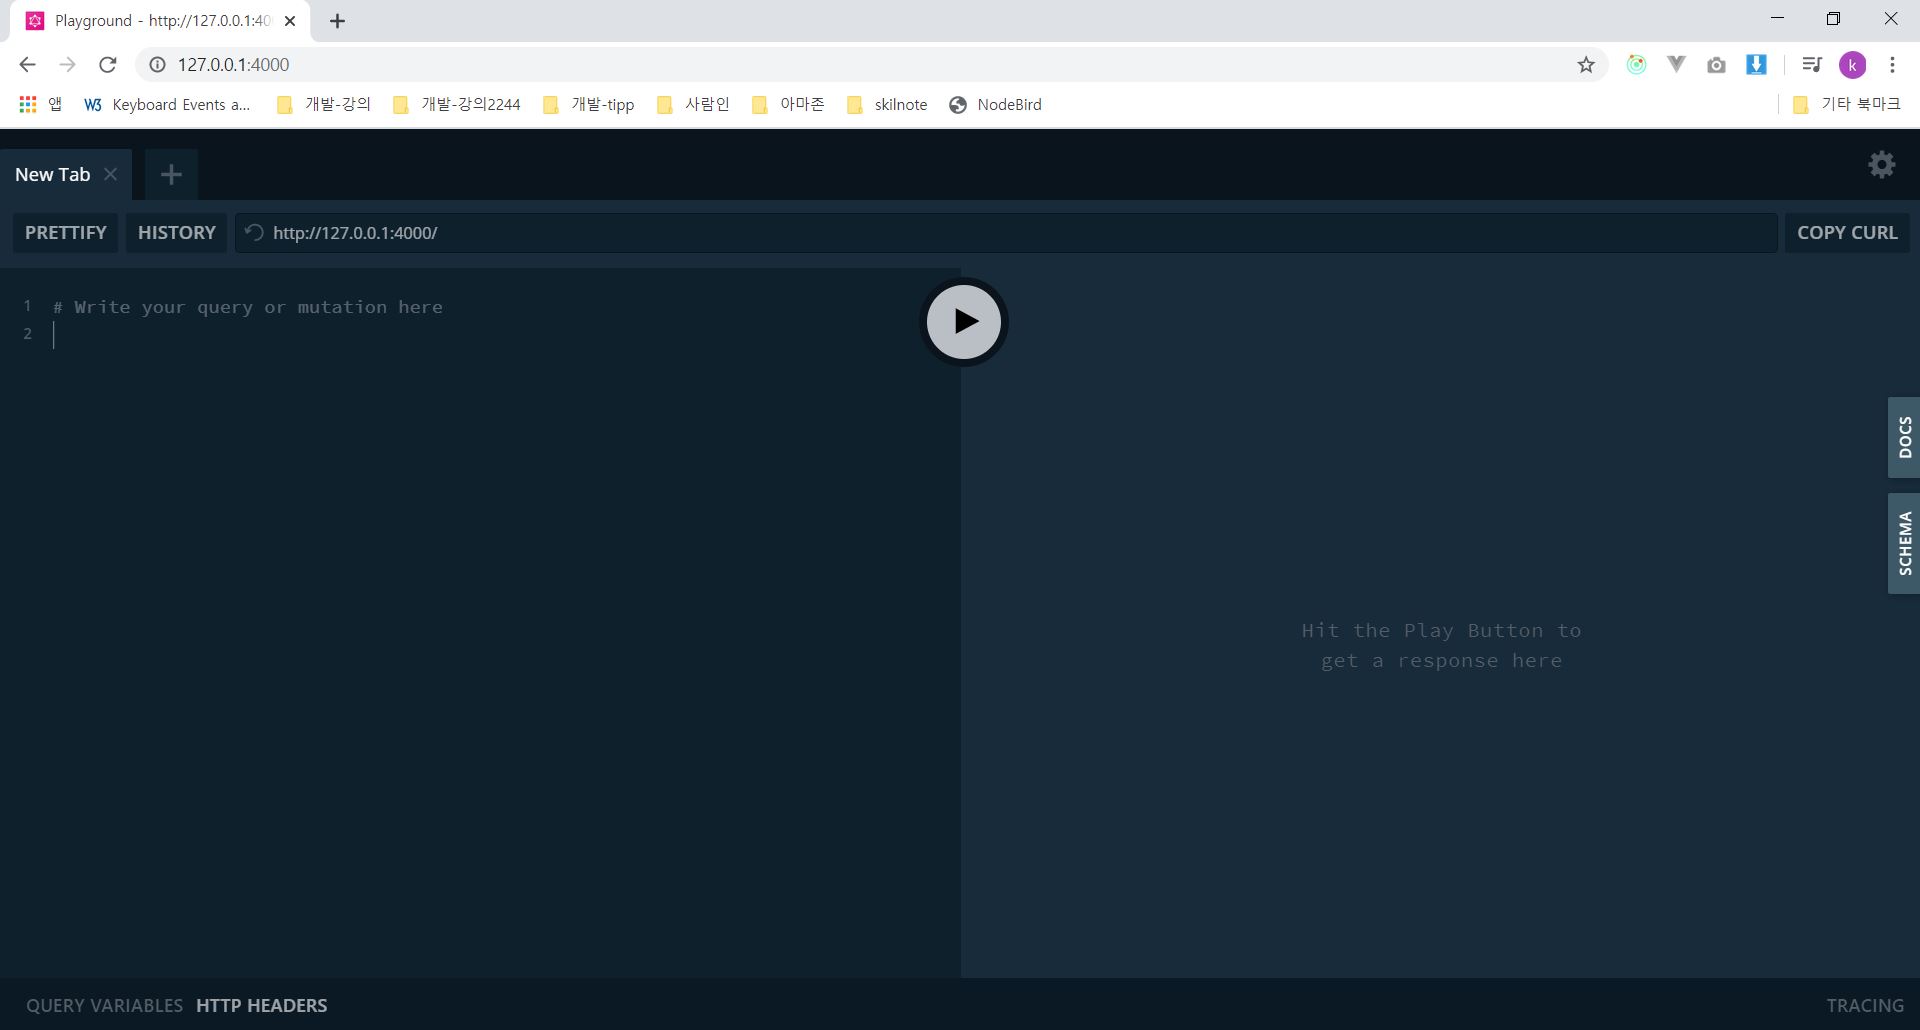 Playground - http://127.0.0.1:40
127.0.0.1:4000
k
앱
W3 Keyboard Events a...
개발-강의
개발-강의2244
개발-tipp
사람인
아마존
skilnote
NodeBird
기타 북마크
New Tab
PRETTIFY
HISTORY
http://127.0.0.1:4000/
COPY CURL
1 # Write your query or mutation here
2
DOCS
SCHEMA
Hit the Play Button to
get a response here
QUERY VARIABLES
HTTP HEADERS
TRACING